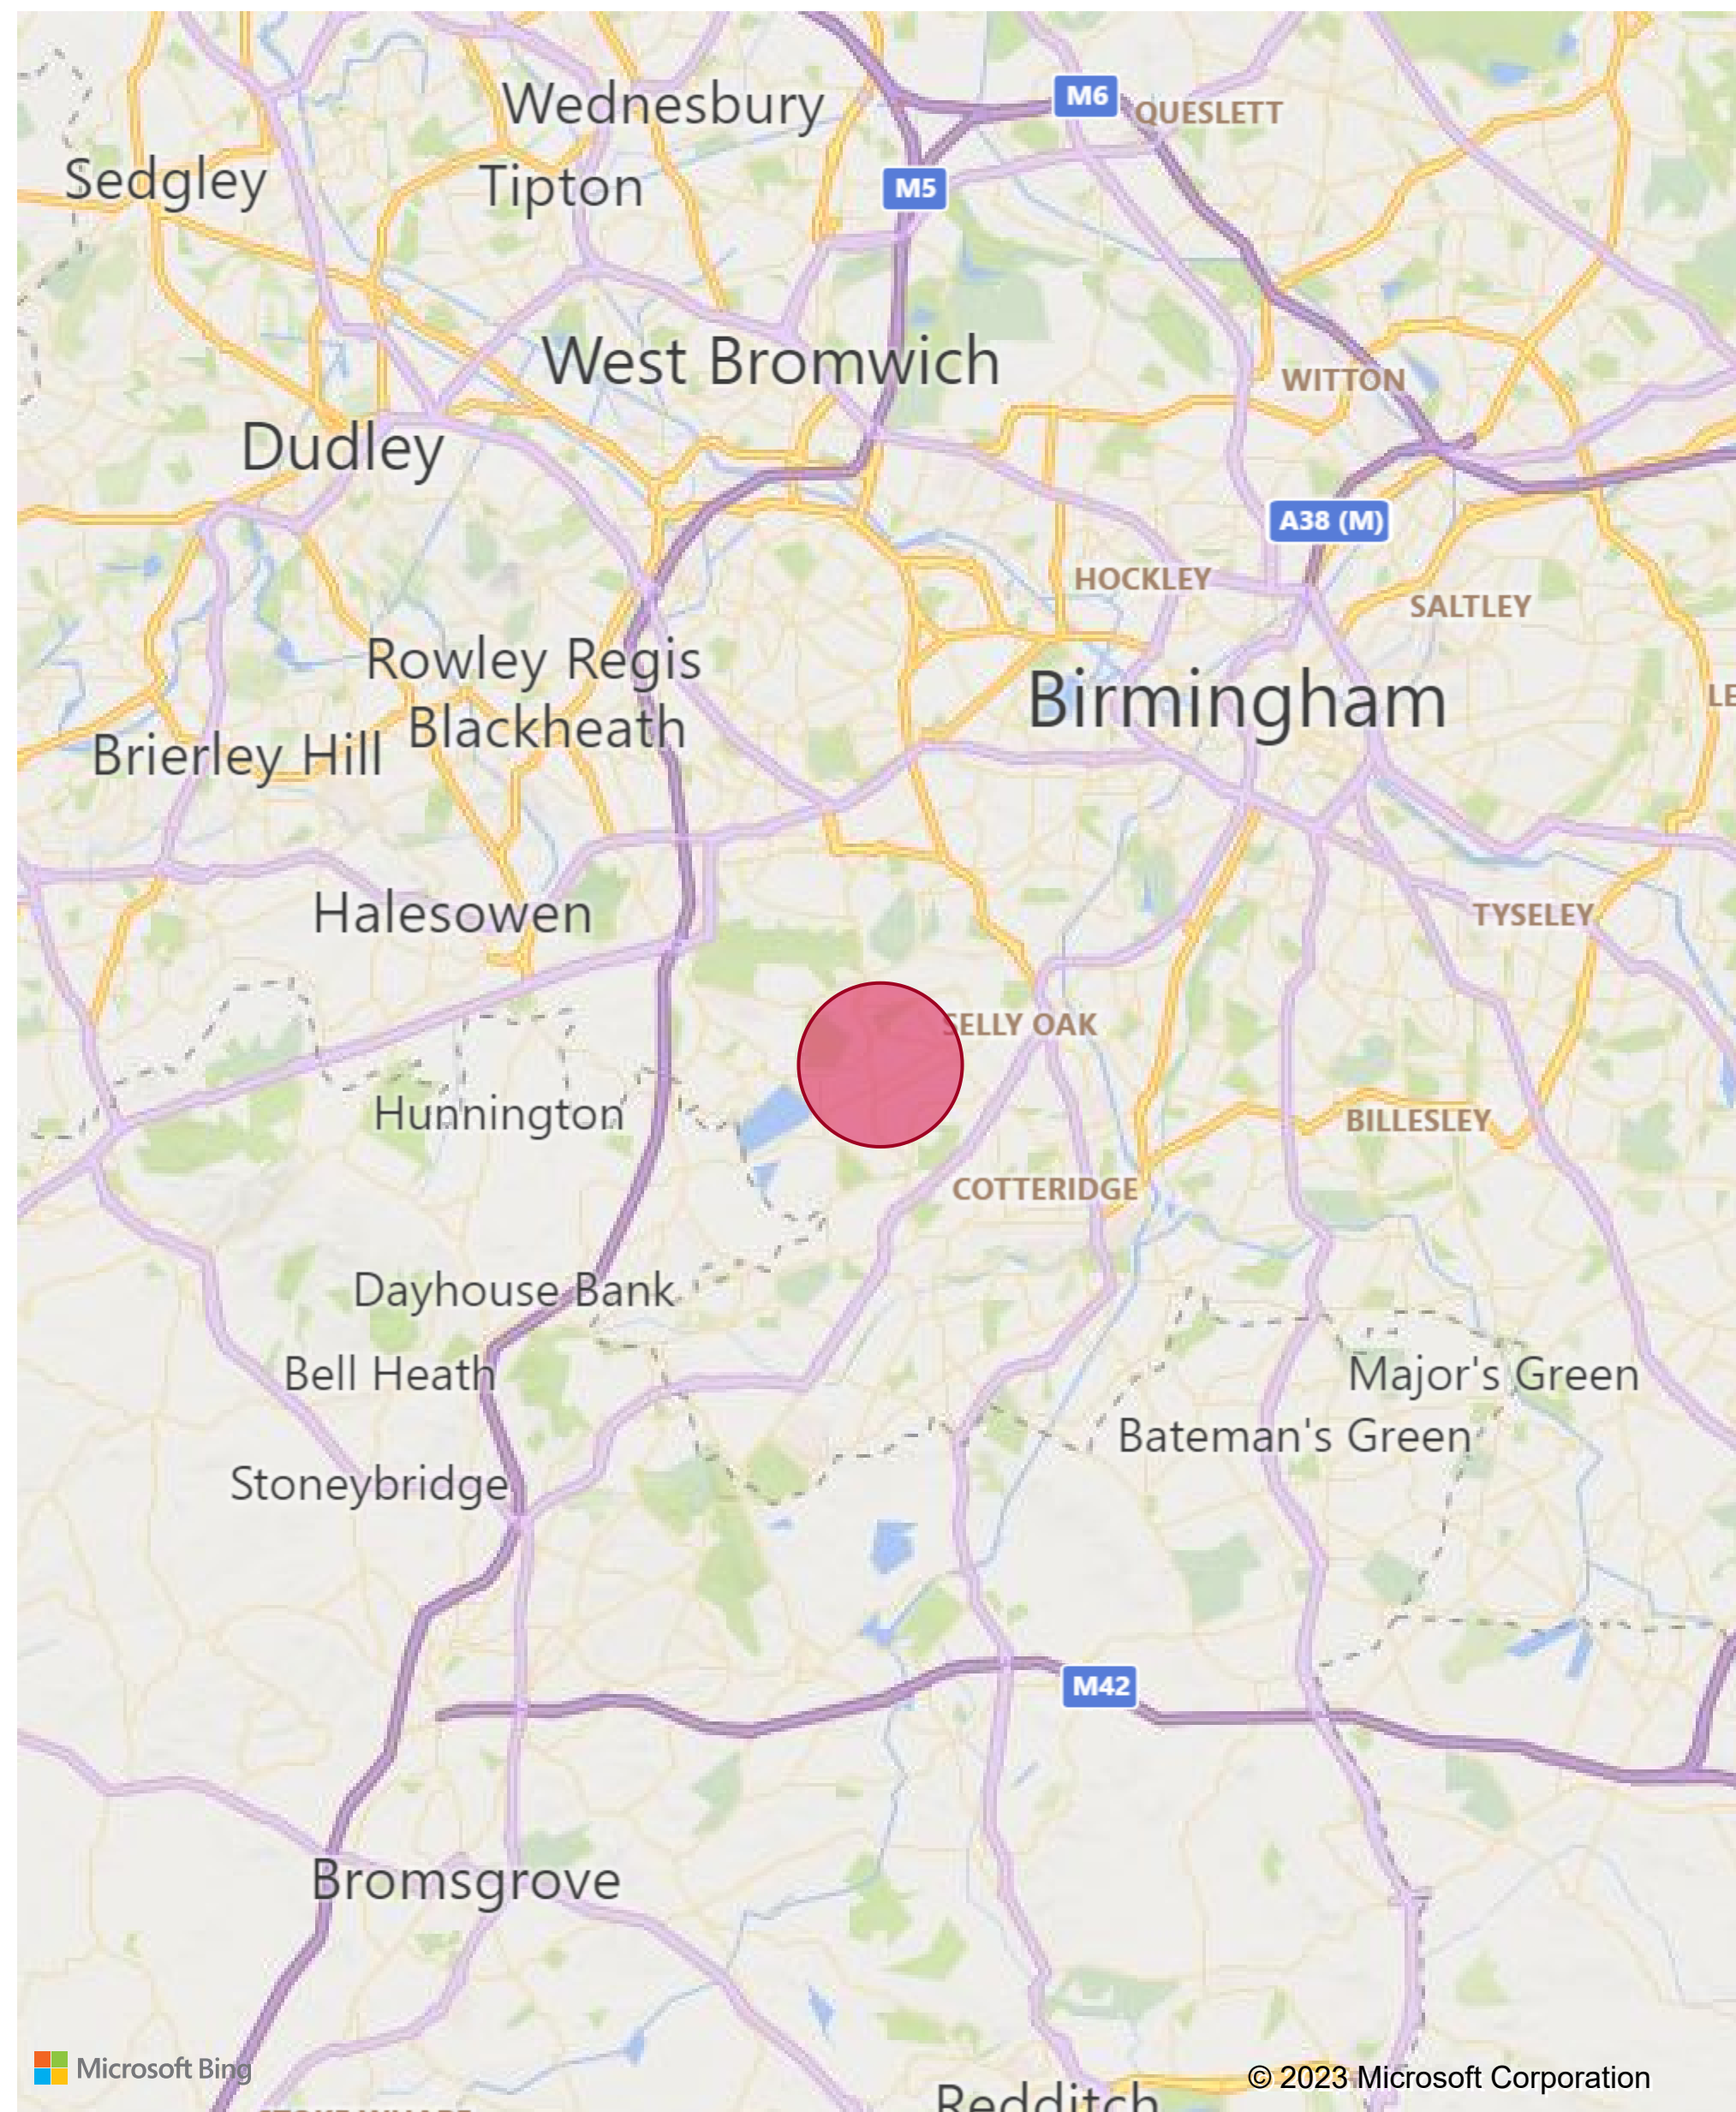 Wednesbury
M6
QUESLETT
Sedgley
Tipton
M5
West Bromwich
WITTON
Dudley
A38 (M)
HOCKLEY
SALTLEY
Rowley Regis
Birmingham
LE
Blackheath
Brierley Hill
Halesowen
TYSELEY
SELLY OAK
Hunnington
BILLESLEY
COTTERIDGE
Dayhouse Bank
Bell Heath
Major's Green
Bateman's Green
Stoneybridge
M42
Bromsgrove
Microsoft Bing
© 2023 Microsoft Corporation
Redditch